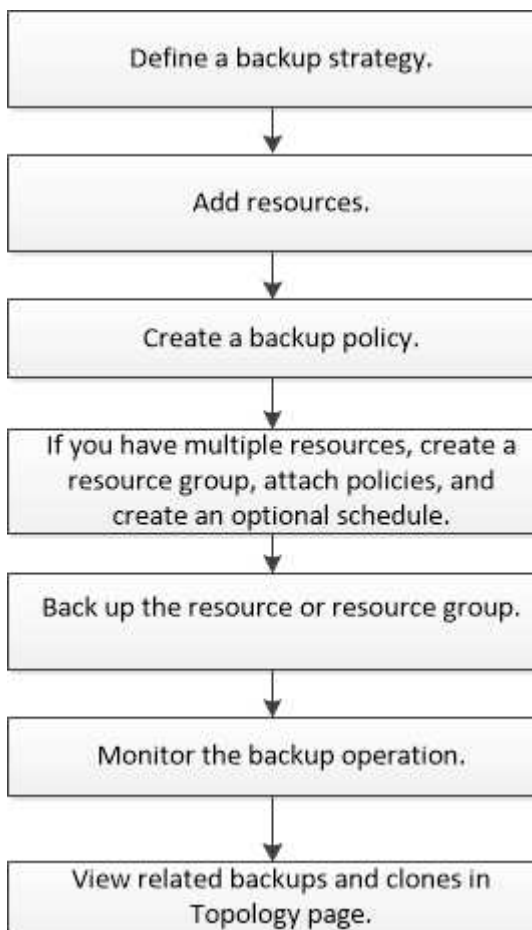 Define a backup strategy.
Add resources.
Create a backup policy.
If you have multiple resources, create a
resource group, attach policies, and
create an optional schedule.
Back up the resource or resource group.
Monitor the backup operation.
View related backups and clones in
Topology page.